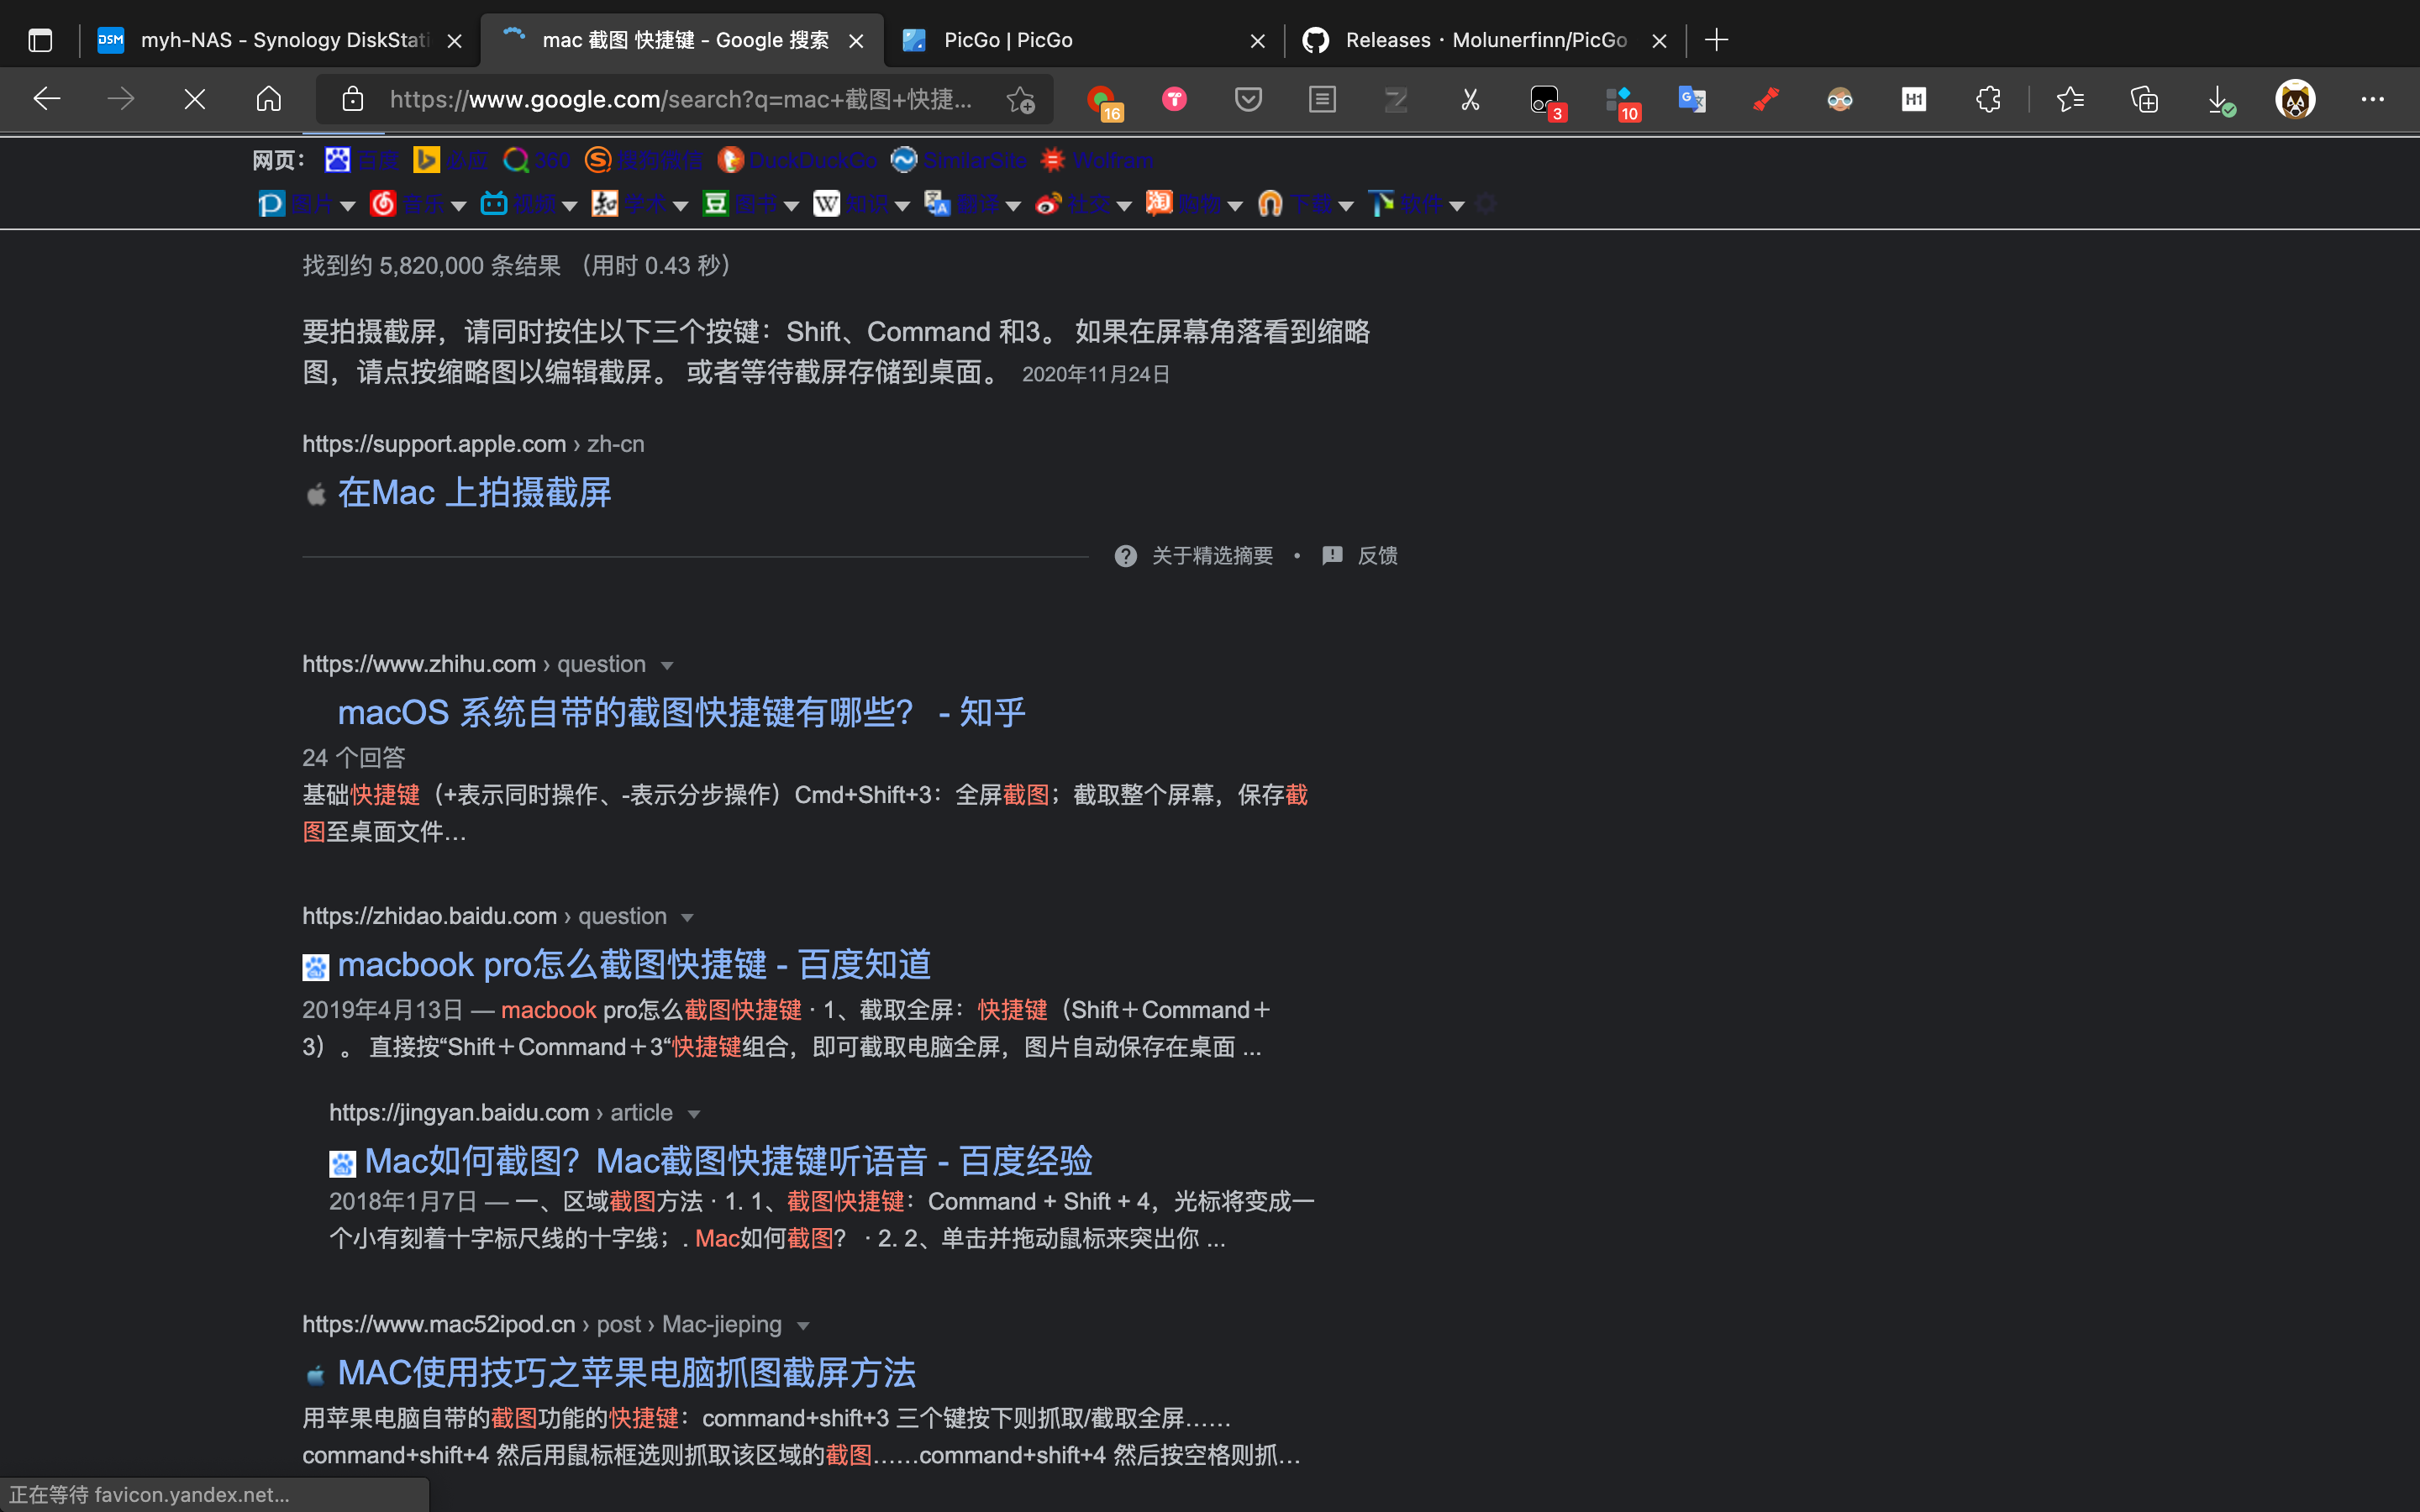 myh-NAS - Synology DiskStati
mac 截图 快捷键 - Google 搜索
PicGo | PicGo
Releases · Molunerfinn/PicGo
https://www.google.com/search?q=mac+截图+快捷...
16
3
10
H1
网页： 百度 必应 360 搜狗微信 DuckDuckGo SimilarSite Wolfram
图片 音乐 视频 学术 图书 知识 翻译 社交 购物 下载 软件
找到约 5,820,000 条结果 （用时 0.43 秒）
要拍摄截屏，请同时按住以下三个按键：Shift、Command 和3。 如果在屏幕角落看到缩略
图，请点按缩略图以编辑截屏。 或者等待截屏存储到桌面。 2020年11月24日
https://support.apple.com › zh-cn
在Mac 上拍摄截屏
关于精选摘要 • 反馈
https://www.zhihu.com › question
macOS 系统自带的截图快捷键有哪些？ - 知乎
24 个回答
基础快捷键（+表示同时操作、-表示分步操作）Cmd+Shift+3：全屏截图；截取整个屏幕，保存截
图至桌面文件…
https://zhidao.baidu.com › question
macbook pro怎么截图快捷键 - 百度知道
2019年4月13日 — macbook pro怎么截图快捷键 · 1、截取全屏：快捷键（Shift＋Command＋
3）。 直接按“Shift＋Command＋3“快捷键组合，即可截取电脑全屏，图片自动保存在桌面 ...
https://jingyan.baidu.com › article
Mac如何截图？Mac截图快捷键听语音 - 百度经验
2018年1月7日 — 一、区域截图方法 · 1. 1、截图快捷键：Command + Shift + 4，光标将变成一
个小有刻着十字标尺线的十字线；. Mac如何截图？ · 2. 2、单击并拖动鼠标来突出你 ...
https://www.mac52ipod.cn › post › Mac-jieping
MAC使用技巧之苹果电脑抓图截屏方法
用苹果电脑自带的截图功能的快捷键：command+shift+3 三个键按下则抓取/截取全屏……
command+shift+4 然后用鼠标框选则抓取该区域的截图……command+shift+4 然后按空格则抓…
正在等待 favicon.yandex.net...